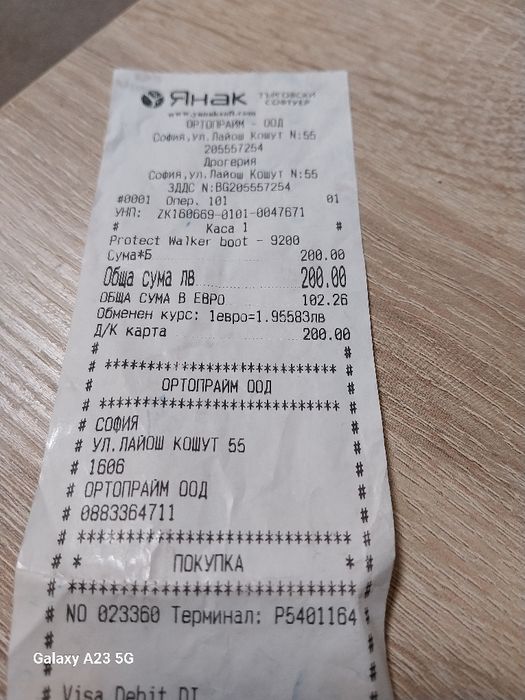 Янак ТЪРГОВСКИ
СОФТУЕР
www.yanaksoft.com
ОРТОПРАЙМ - ООД
София,ул.Лайош Кошут N:55
205557254
Дрогерия
София,ул.Лайош Кошут N:55
ЗДДС N:BG205557254
#0001 Опер. 101 01
УНП: ZK160669-0101-0047671
# Каса 1 #
Protect Walker boot - 9200
Сума*Б 200.00
Обща сума лв 200.00
ОБЩА СУМА В ЕВРО 102.26
Обменен курс: 1евро=1.95583лв
Д/К карта 200.00
# #
# ***************************** #
# ОРТОПРАЙМ ООД #
# ***************************** #
# СОФИЯ #
# УЛ.ЛАЙОШ КОШУТ 55 #
# 1606 #
# ОРТОПРАЙМ ООД #
# 0883364711 #
# ***************************** #
# * ПОКУПКА * #
# ***************************** #
# NO 023360 Терминал: P5401164 #
# #
# Visa Debit DI
Galaxy A23 5G